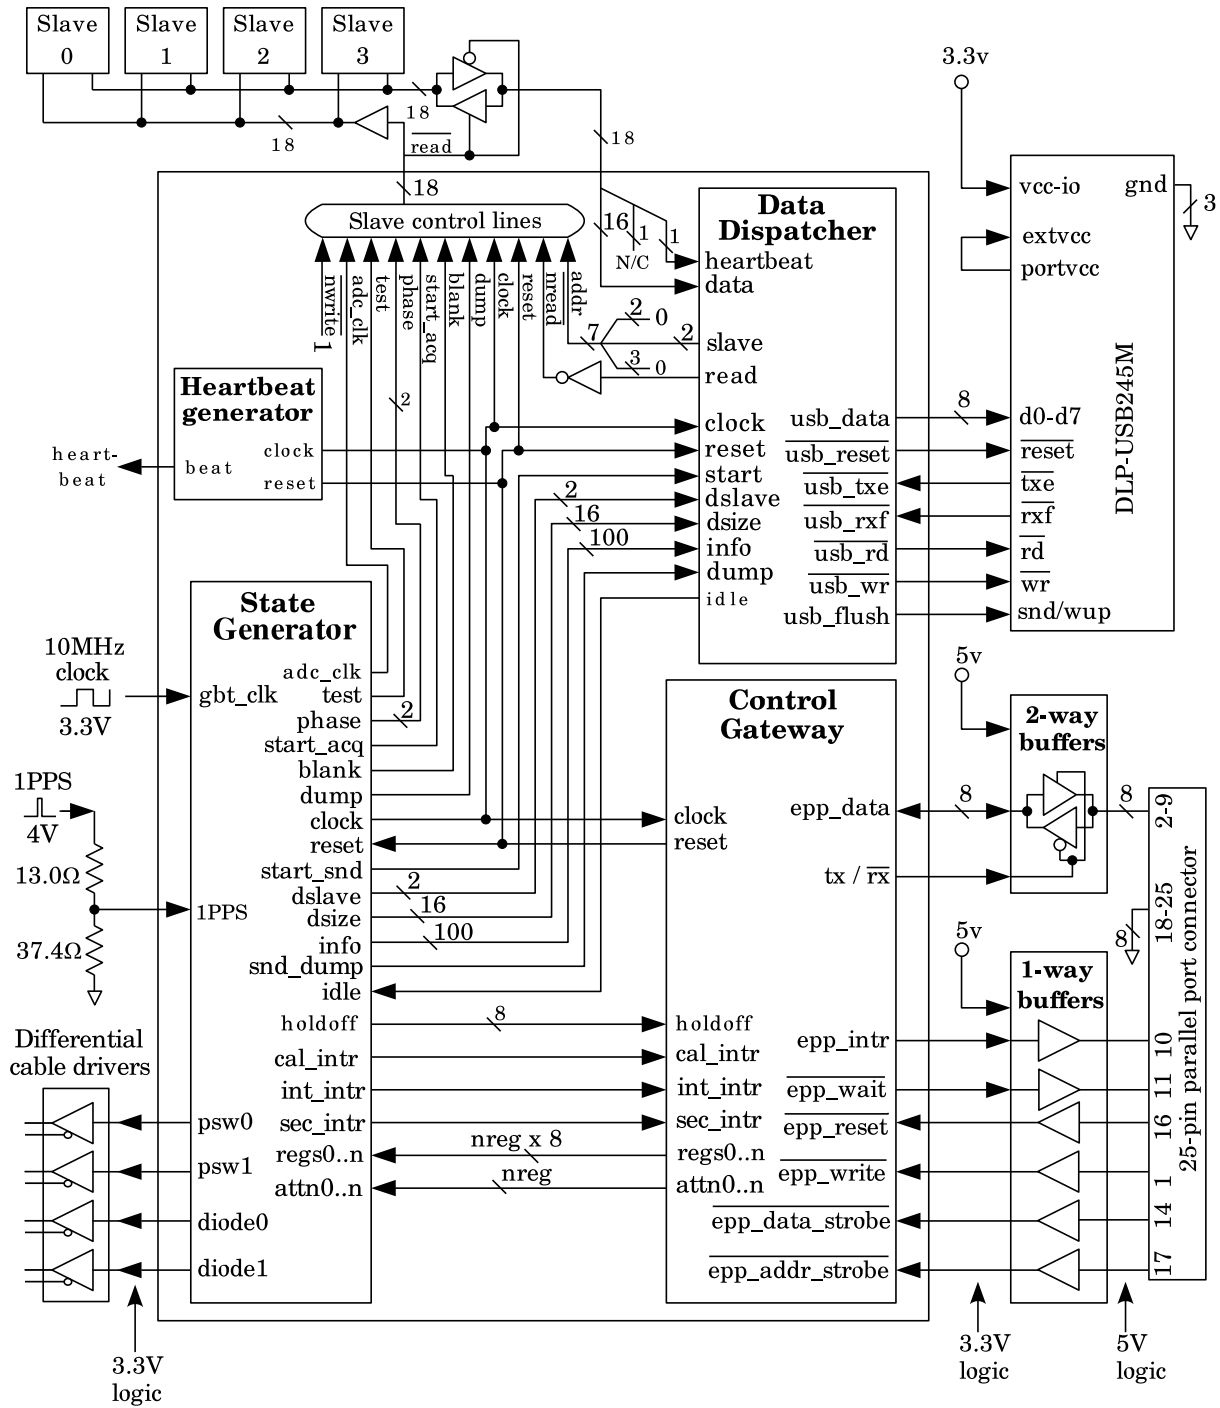 Slave 0
Slave 1
Slave 2
Slave 3
18
18
read
18
18
Slave control lines
16
1
1
N/C
nwrite 1
adc_clk
test
phase
start_acq
blank
dump
clock
reset
nread
addr
2
2
0
7
3
0
2
Data
Dispatcher
heartbeat
data
slave
read
clock
reset
start
dslave
dsize
info
dump
idle
2
16
100
usb_data
usb_reset
usb_txe
usb_rxf
usb_rd
usb_wr
usb_flush
8
3.3v
vcc-io
gnd
3
extvcc
portvcc
DLP-USB245M
d0-d7
reset
txe
rxf
rd
wr
snd/wup
Heartbeat
generator
clock
beat
reset
heart-
beat
State
Generator
10MHz
clock
3.3V
gbt_clk
1PPS
4V
13.0Ω
37.4Ω
1PPS
adc_clk
test
phase
2
start_acq
blank
dump
clock
reset
start_snd
dslave
2
dsize
16
info
100
snd_dump
idle
holdoff
8
cal_intr
int_intr
sec_intr
regs0..n
nreg x 8
attn0..n
nreg
Differential
cable drivers
psw0
psw1
diode0
diode1
3.3V
logic
Control
Gateway
clock
reset
epp_data
8
tx / rx
holdoff
cal_intr
int_intr
sec_intr
regs0..n
attn0..n
epp_intr
epp_wait
epp_reset
epp_write
epp_data_strobe
epp_addr_strobe
5v
2-way
buffers
8
5v
1-way
buffers
8
25-pin parallel port connector
2-9
18-25
10
11
16
1
14
17
3.3V
logic
5V
logic